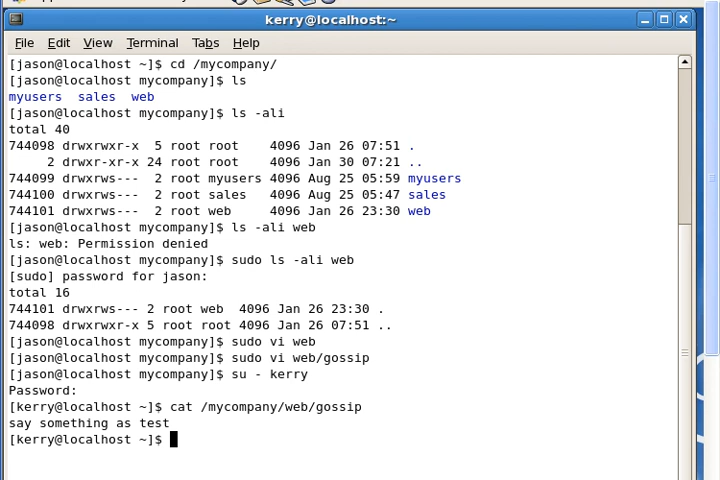 kerry@localhost:~
File Edit View Terminal Tabs Help
[jason@localhost ~]$ cd /mycompany/
[jason@localhost mycompany]$ ls
myusers  sales  web
[jason@localhost mycompany]$ ls -ali
total 40
744098 drwxrwxr-x  5 root root    4096 Jan 26 07:51 .
     2 drwxr-xr-x 24 root root    4096 Jan 30 07:21 ..
744099 drwxrws---  2 root myusers 4096 Aug 25 05:59 myusers
744100 drwxrws---  2 root sales   4096 Aug 25 05:47 sales
744101 drwxrws---  2 root web     4096 Jan 26 23:30 web
[jason@localhost mycompany]$ ls -ali web
ls: web: Permission denied
[jason@localhost mycompany]$ sudo ls -ali web
[sudo] password for jason:
total 16
744101 drwxrws--- 2 root web  4096 Jan 26 23:30 .
744098 drwxrwxr-x 5 root root 4096 Jan 26 07:51 ..
[jason@localhost mycompany]$ sudo vi web
[jason@localhost mycompany]$ sudo vi web/gossip
[jason@localhost mycompany]$ su - kerry
Password:
[kerry@localhost ~]$ cat /mycompany/web/gossip
say something as test
[kerry@localhost ~]$